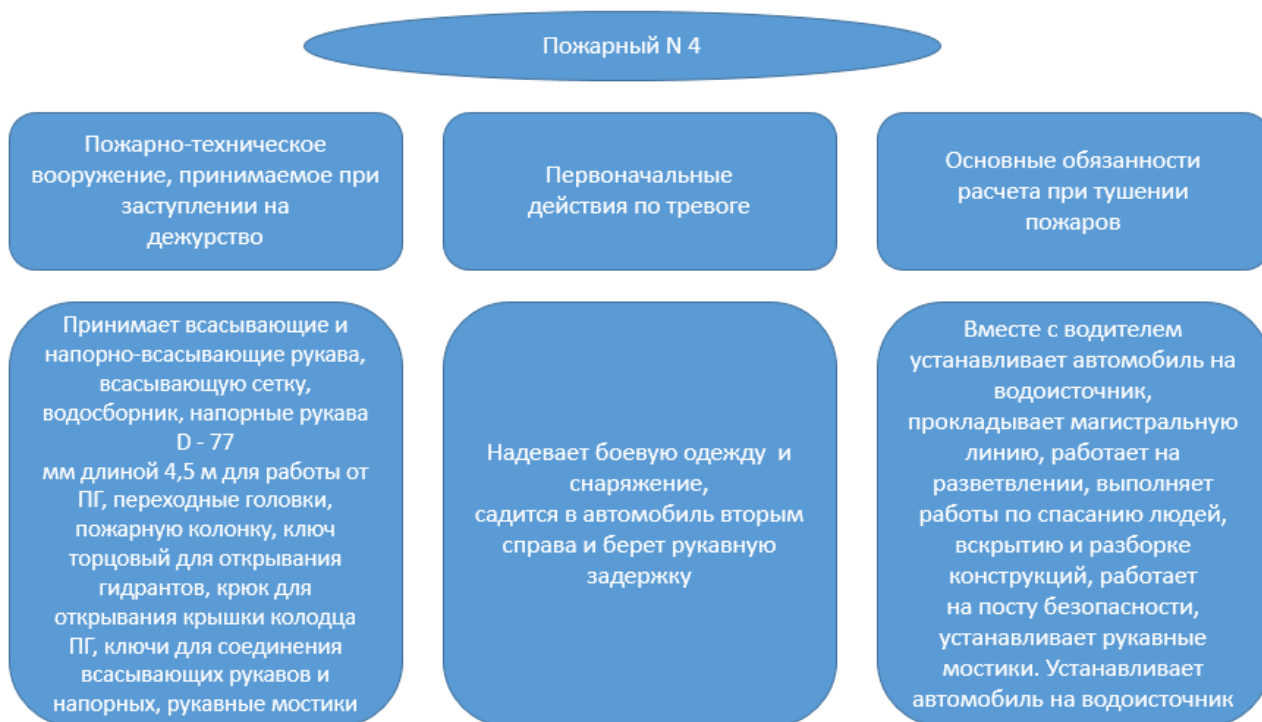 Пожарный N 4
Пожарно-техническое
вооружение, принимаемое при
заступлении на
дежурство
Первоначальные
действия по тревоге
Основные обязанности
расчета при тушении
пожаров
Принимает всасывающие и
напорно-всасывающие рукава,
всасывающую сетку,
водосборник, напорные рукава
D - 77
мм длиной 4,5 м для работы от
ПГ, переходные головки,
пожарную колонку, ключ
торцовый для открывания
гидрантов, крюк для
открывания крышки колодца
ПГ, ключи для соединения
всасывающих рукавов и
напорных, рукавные мостики
Надевает боевую одежду и
снаряжение,
садится в автомобиль вторым
справа и берет рукавную
задержку
Вместе с водителем
устанавливает автомобиль на
водоисточник,
прокладывает магистральную
линию, работает на
разветвлении, выполняет
работы по спасанию людей,
вскрытию и разборке
конструкций, работает
на посту безопасности,
устанавливает рукавные
мостики. Устанавливает
автомобиль на водоисточник